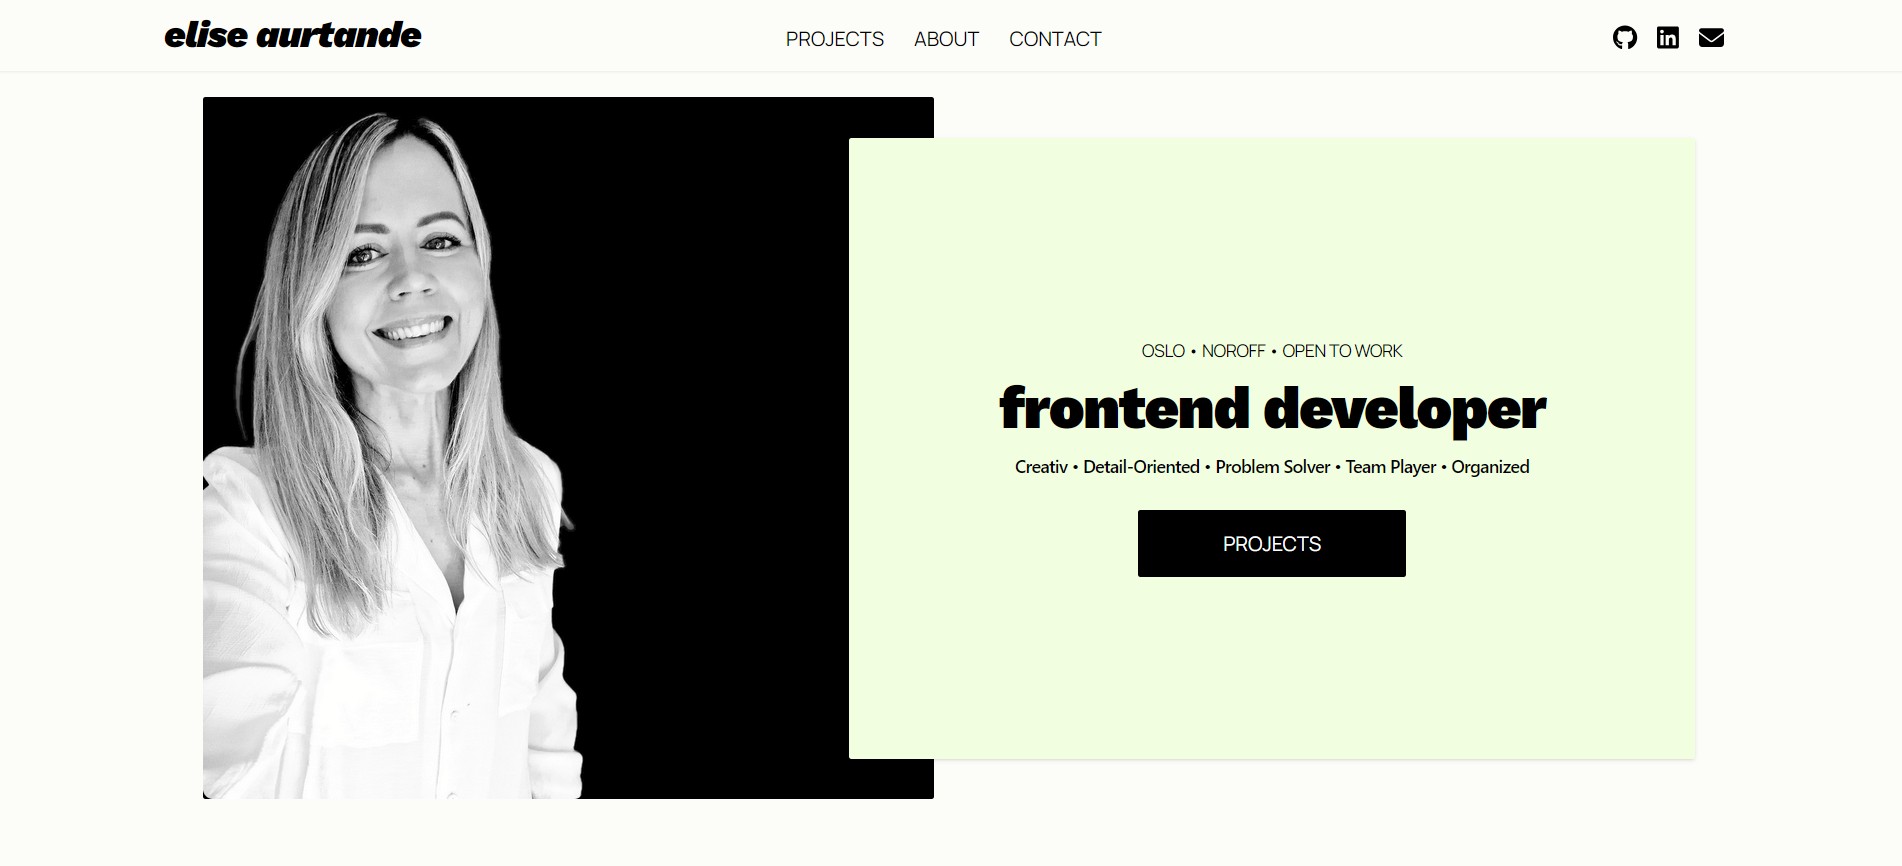 elise aurtande
PROJECTS ABOUT CONTACT
OSLO • NOROFF • OPEN TO WORK
frontend developer
Creativ • Detail-Oriented • Problem Solver • Team Player • Organized
PROJECTS